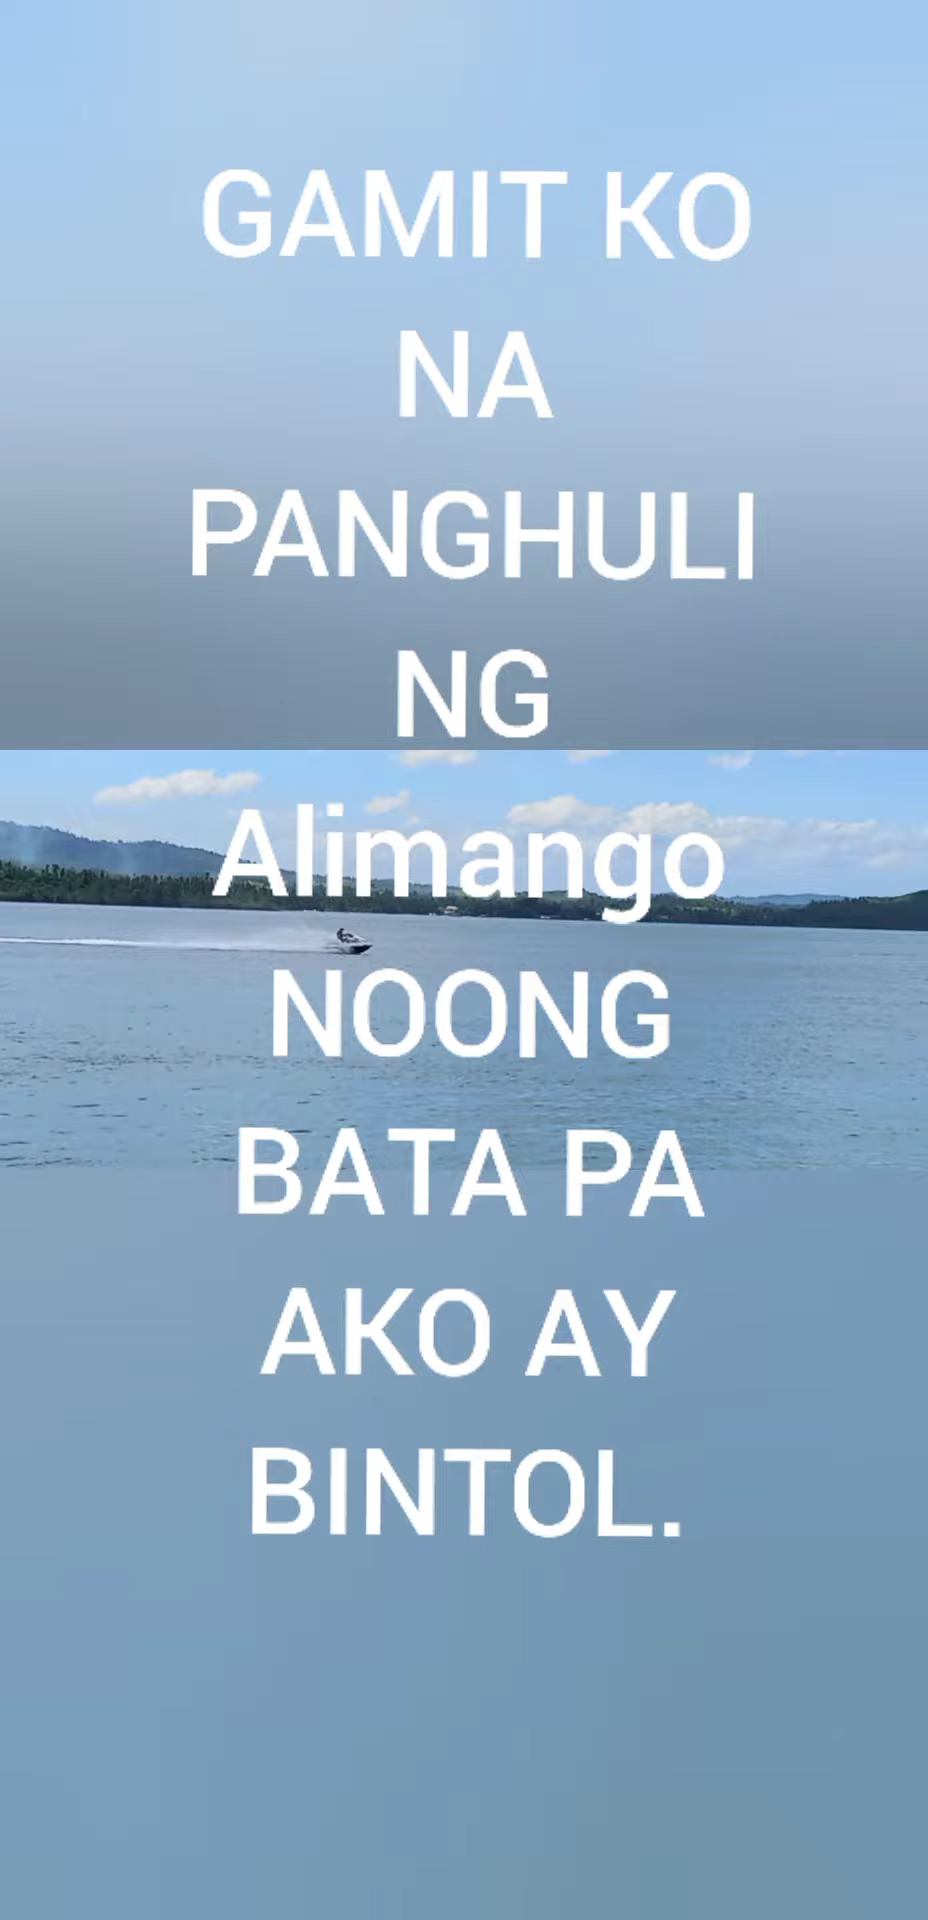 GAMIT KO
NA
PANGHULI
NG
Alimango
NOONG
BATA PA
AKO AY
BINTOL.